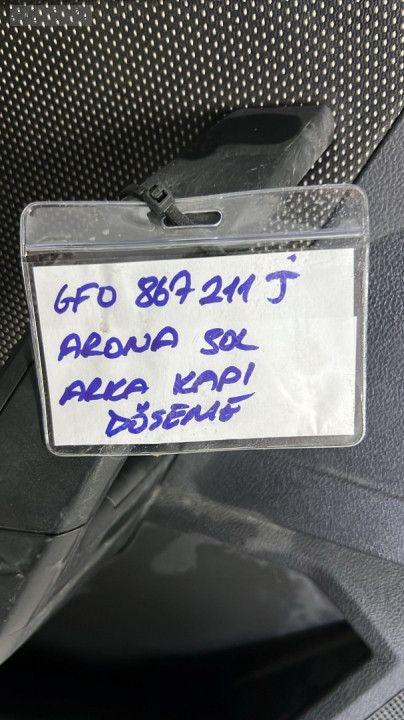 6F0 867 211 J
ARONA SOL
ARKA KAPI
DÖŞEME